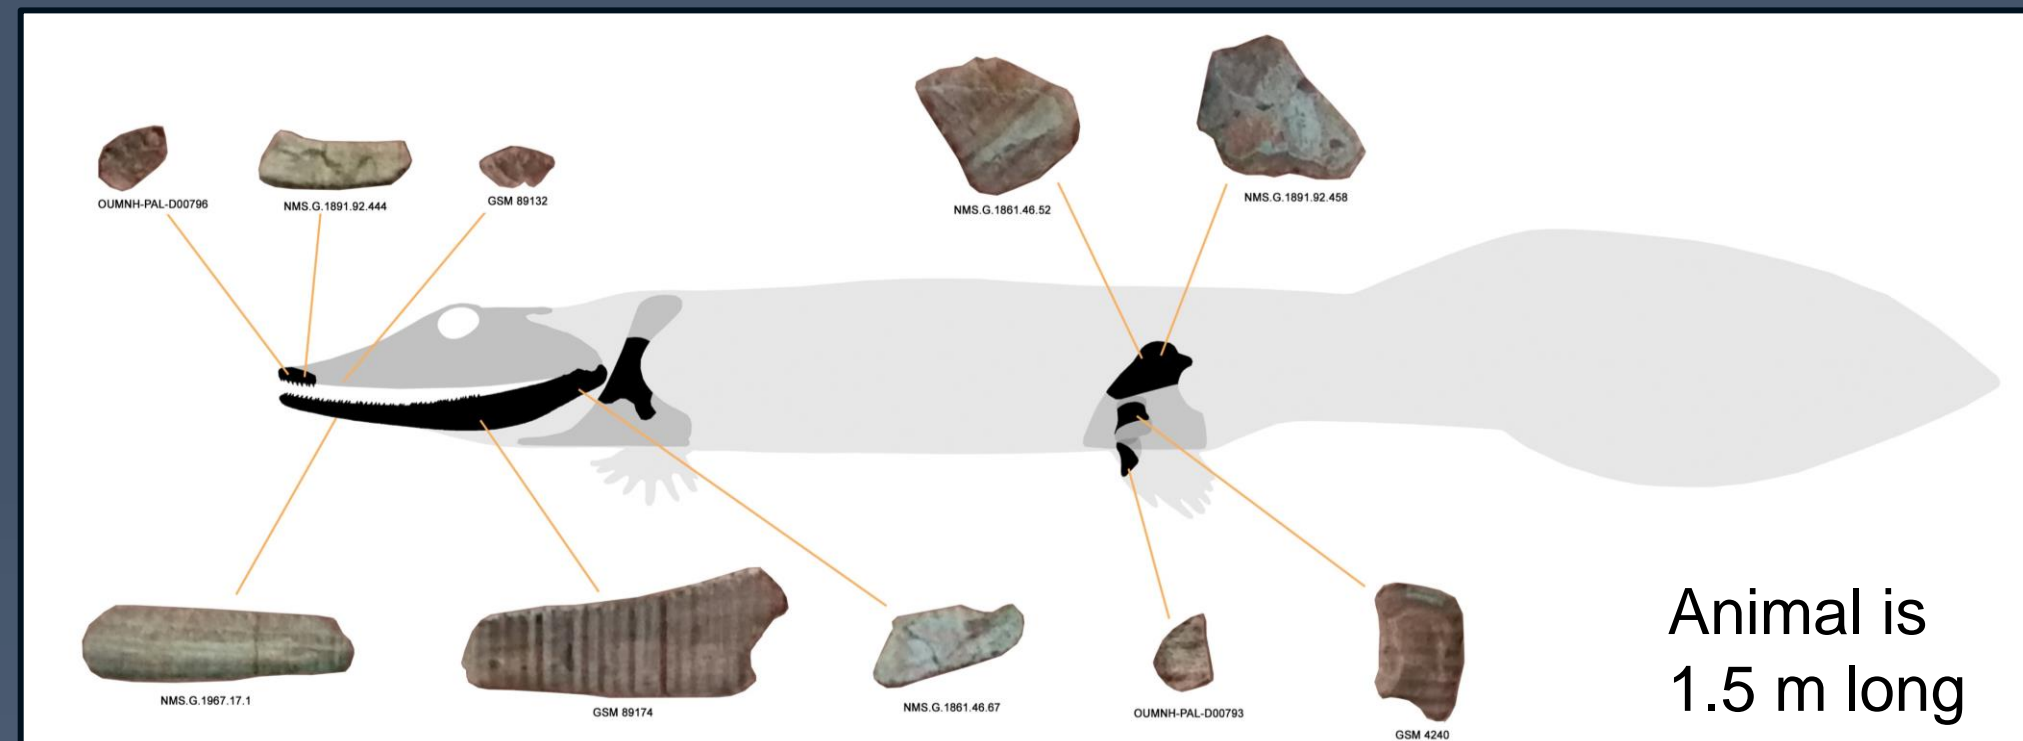 OUMNH-PAL-D00796
NMS.G.1891.92.444
GSM 89132
NMS.G.1861.46.52
NMS.G.1891.92.458
NMS.G.1967.17.1
GSM 89174
NMS.G.1861.46.67
OUMNH-PAL-D00793
GSM 4240
Animal is
1.5 m long